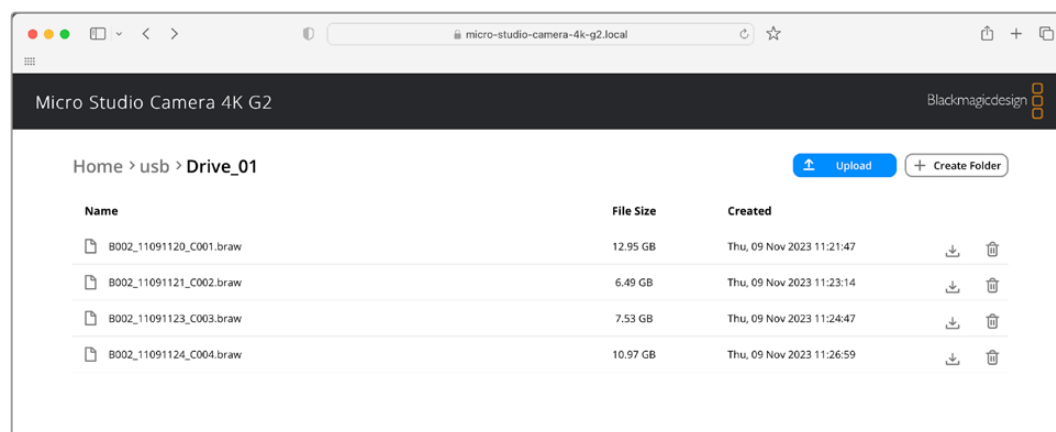 micro-studio-camera-4k-g2.local
Micro Studio Camera 4K G2
Blackmagicdesign
Home > usb > Drive_01
Upload
+ Create Folder
Name File Size Created
B002_11091120_C001.braw 12.95 GB Thu, 09 Nov 2023 11:21:47
B002_11091121_C002.braw 6.49 GB Thu, 09 Nov 2023 11:23:14
B002_11091123_C003.braw 7.53 GB Thu, 09 Nov 2023 11:24:47
B002_11091124_C004.braw 10.97 GB Thu, 09 Nov 2023 11:26:59